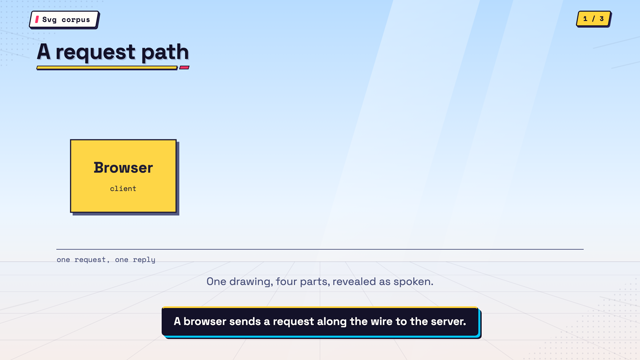 Svg corpus
1 / 3
A request path
Browser
client
one request, one reply
One drawing, four parts, revealed as spoken.
A browser sends a request along the wire to the server.